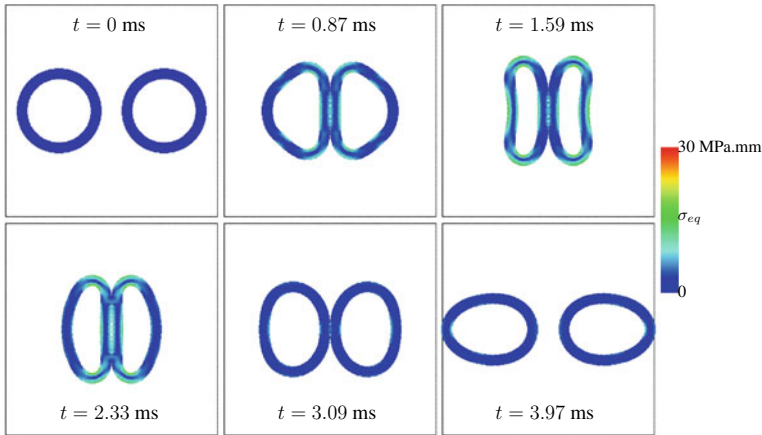 t = 0 ms
t = 0.87 ms
t = 1.59 ms
30 MPa.mm
σeq
0
t = 2.33 ms
t = 3.09 ms
t = 3.97 ms